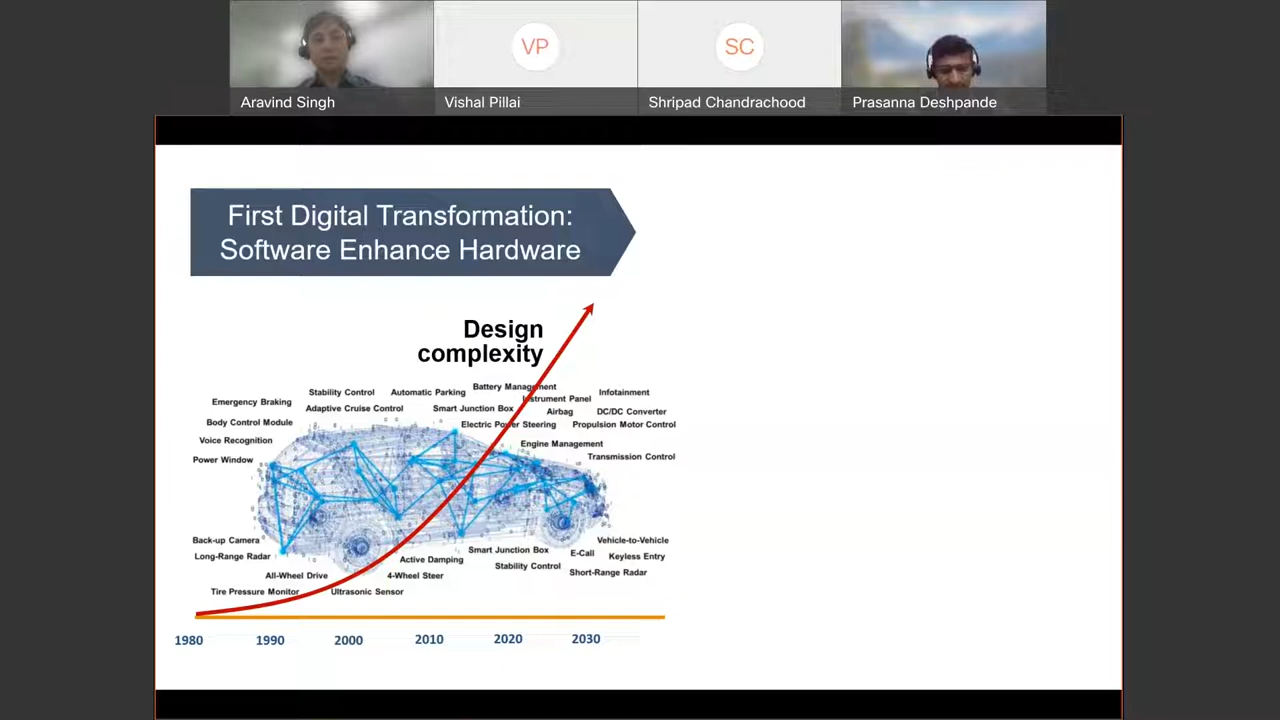 VP
SC
Aravind Singh
Vishal Pillai
Shripad Chandrachood
Prasanna Deshpande
First Digital Transformation:
Software Enhance Hardware
Design
complexity
Battery Management
Stability Control
Automatic Parking
Infotainment
Emergency Braking
Instrument Panel
Adaptive Cruise Control
Smart Junction Box
Airbag
DC/DC Converter
Body Control Module
Electric Power Steering
Propulsion Motor Control
Voice Recognition
Engine Management
Power Window
Transmission Control
Back-up Camera
Vehicle-to-Vehicle
Long-Range Radar
Active Damping
Smart Junction Box
E-Call
Keyless Entry
All-Wheel Drive
4-Wheel Steer
Stability Control
Short-Range Radar
Tire Pressure Monitor
Ultrasonic Sensor
1980
1990
2000
2010
2020
2030